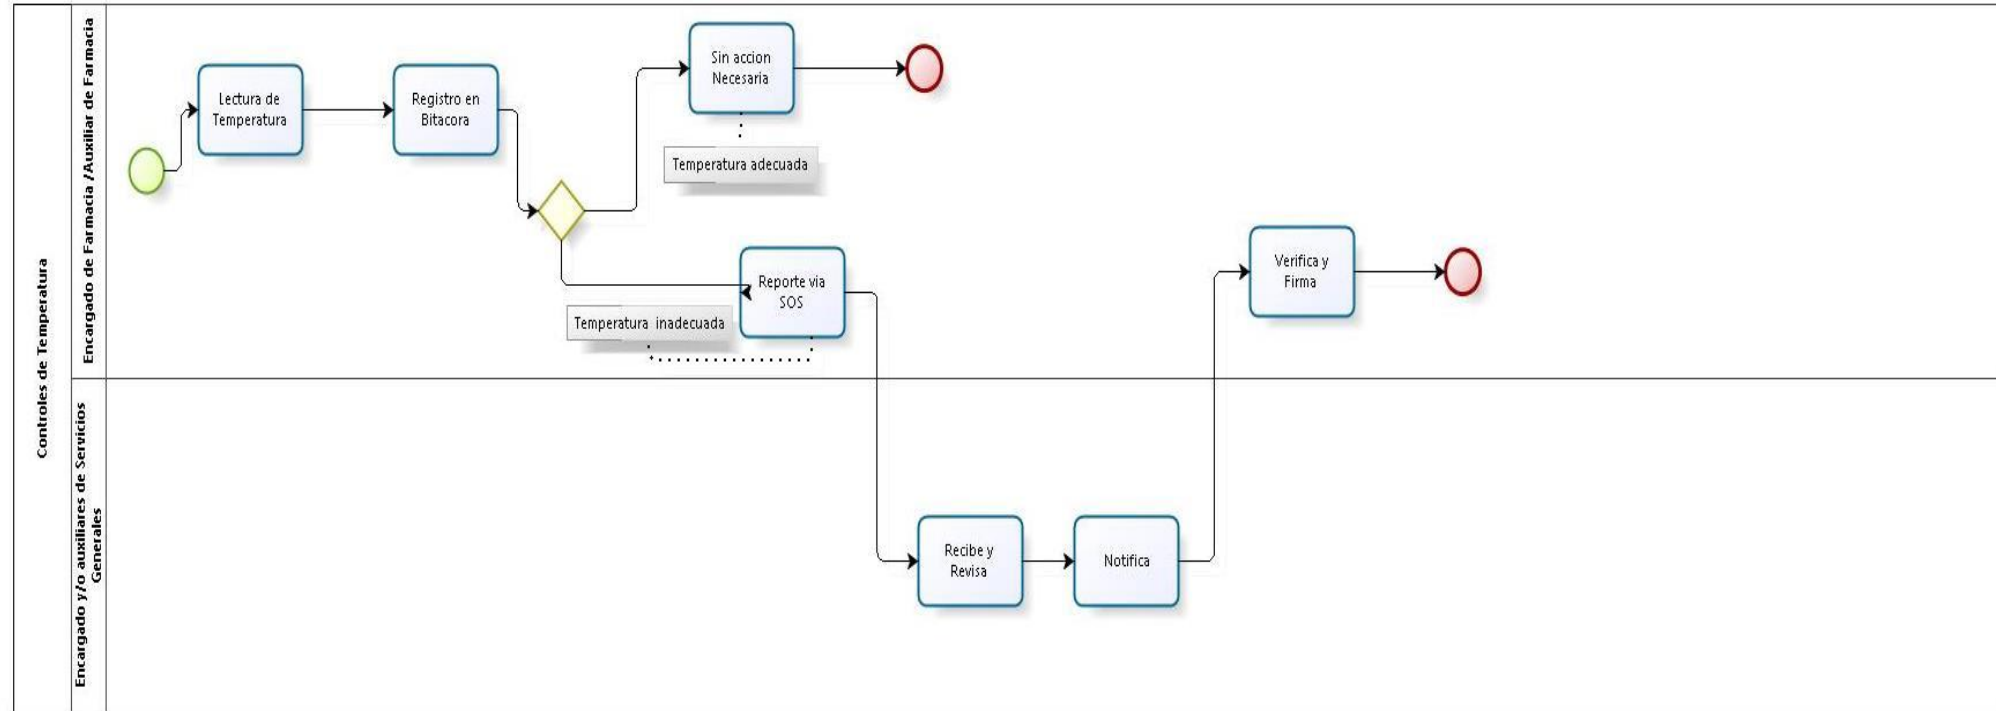 Controles de Temperatura
Encargado de Farmacia /Auxiliar de Farmacia
Lectura de
Temperatura
Registro en
Bitacora
Sin accion
Necesaria
Temperatura adecuada
Reporte via
SOS
Temperatura  inadecuada
Verifica y
Firma
Encargado y/o auxiliares de Servicios
Generales
Recibe y
Revisa
Notifica